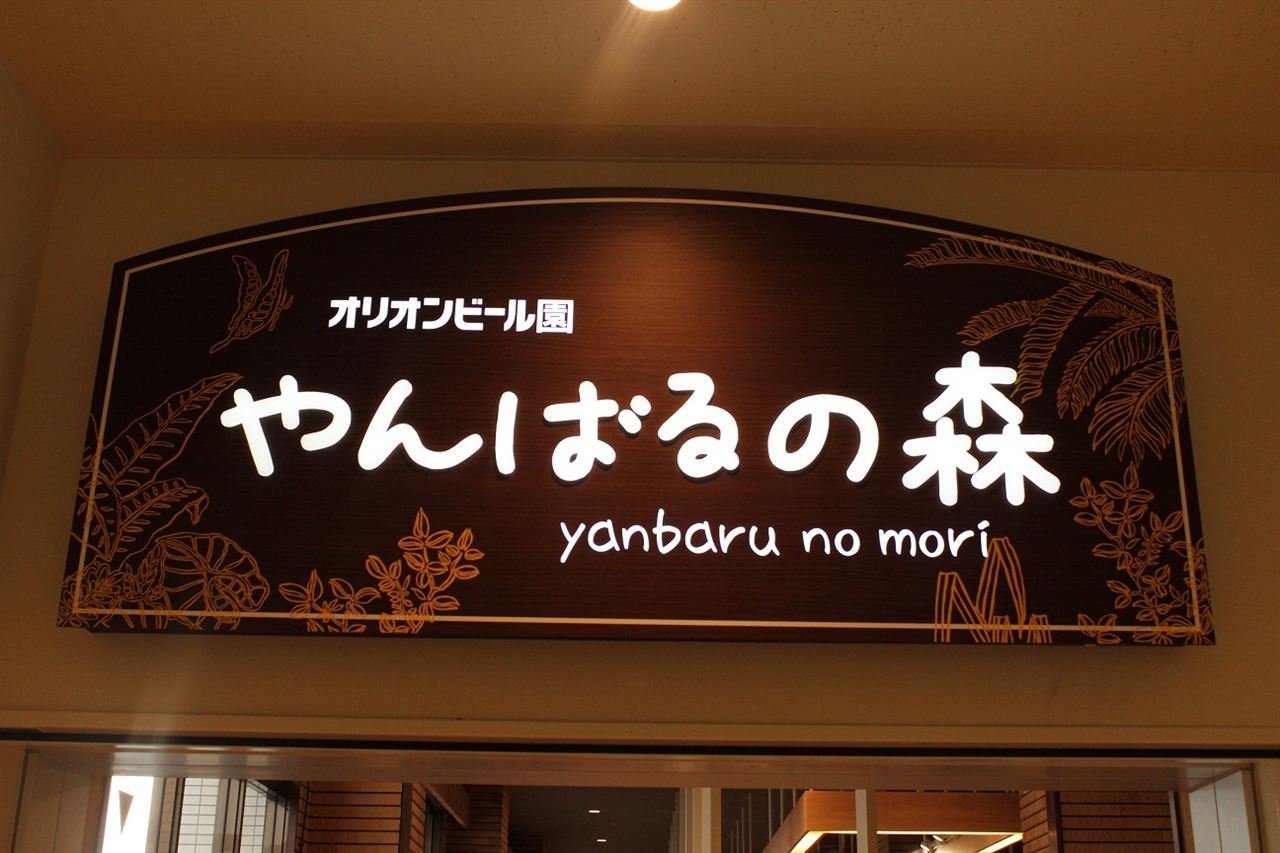 オリオンビール園
やんばるの森
yanbaru no mori